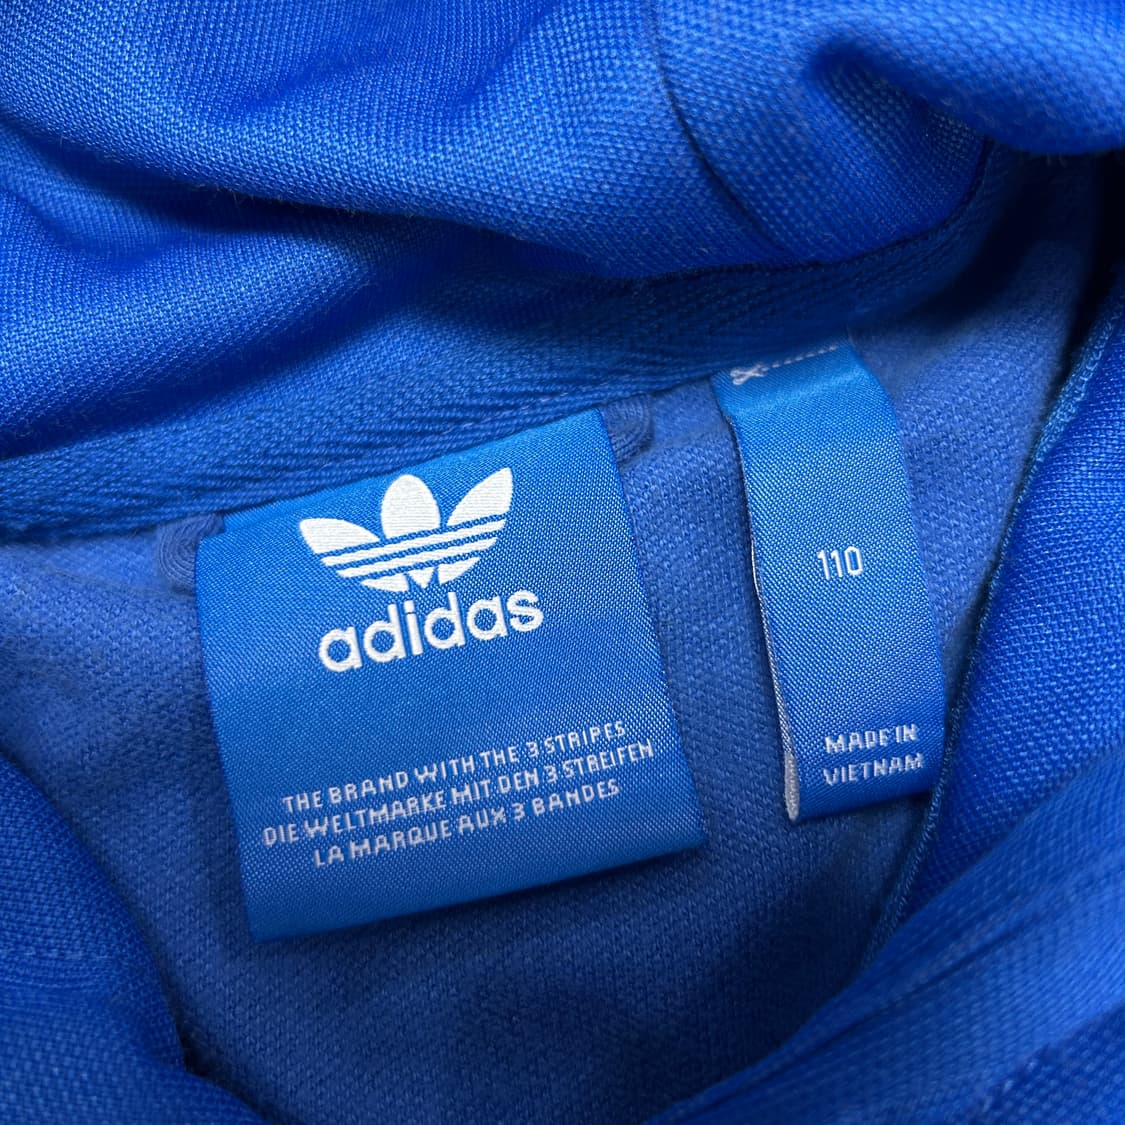 adidas
THE BRAND WITH THE 3 STRIPES
DIE WELTMARKE MIT DEN 3 STREIFEN
LA MARQUE AUX 3 BANDES
110
MADE IN
VIETNAM